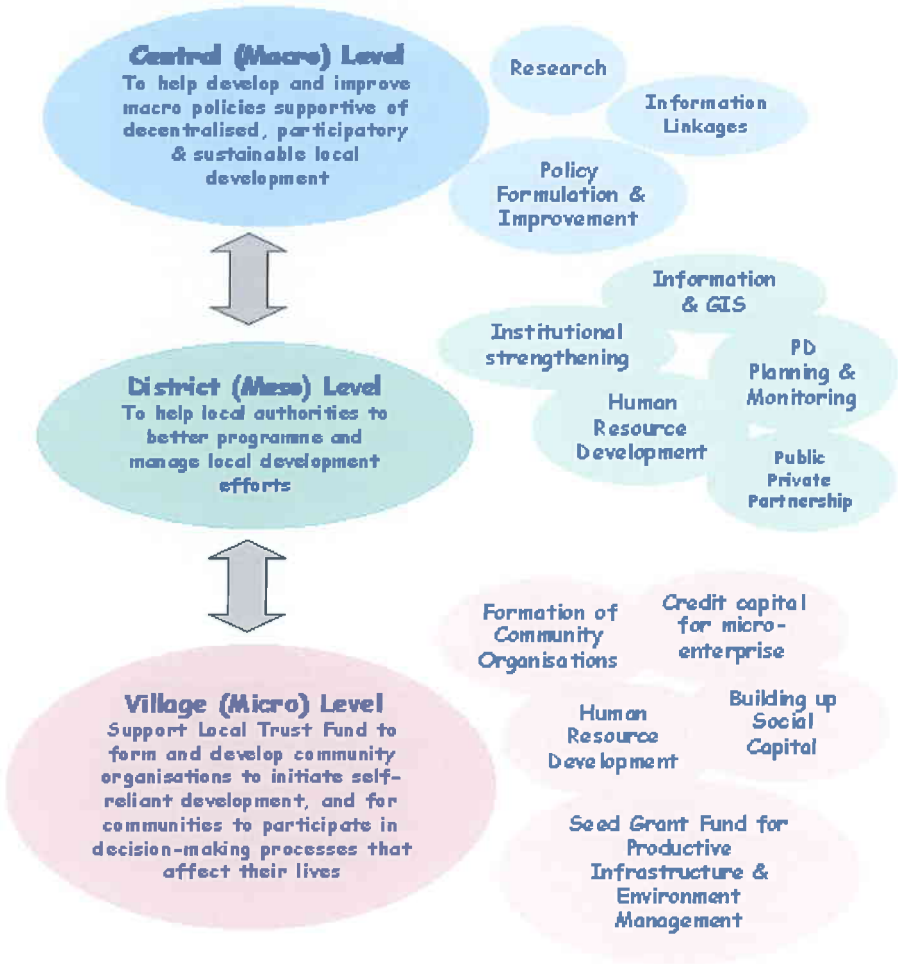 Central (Macro) Level
To help develop and improve
macro policies supportive of
decentralised, participatory
& sustainable local
development
Research
Information
Linkages
Policy
Formulation &
Improvement
District (Meso) Level
To help local authorities to
better programme and
manage local development
efforts
Information
& GIS
Institutional
strengthening
PD
Planning &
Monitoring
Human
Resource
Development
Public
Private
Partnership
Village (Micro) Level
Support Local Trust Fund to
form and develop community
organisations to initiate self-
reliant development, and for
communities to participate in
decision-making processes that
affect their lives
Formation of
Community
Organisations
Credit capital
for micro-
enterprise
Human
Resource
Development
Building up
Social
Capital
Seed Grant Fund for
Productive
Infrastructure &
Environment
Management